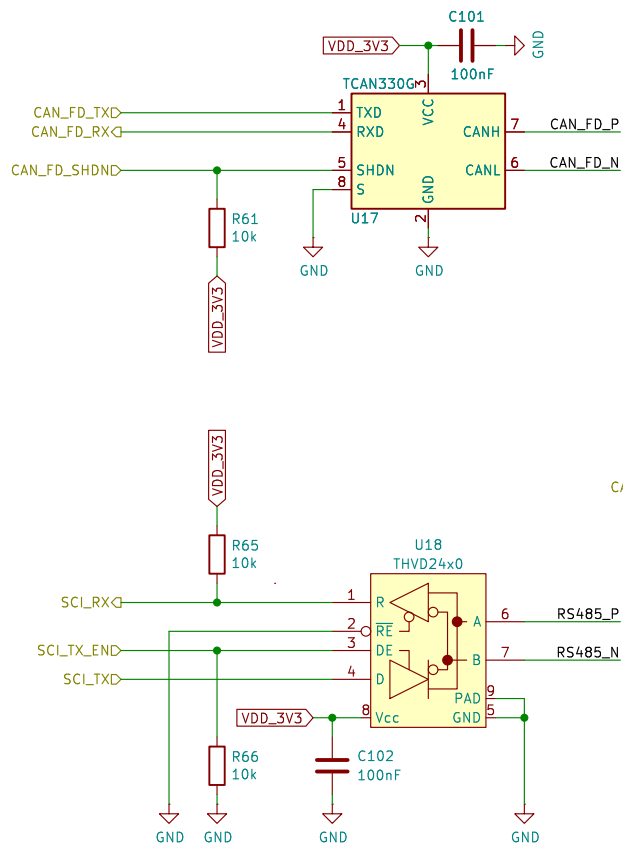 C101
VDD_3V3
GND
100nF
TCAN330G
3
CAN_FD_TX
1
TXD
VCC
CAN_FD_RX
4
RXD
CANH
7
CAN_FD_P
CAN_FD_SHDN
5
SHDN
CANL
6
CAN_FD_N
8
S
GND
2
U17
R61
10k
GND
GND
VDD_3V3
VDD_3V3
R65
10k
U18
THVD24x0
SCI_RX
1
R
2
RE
A
6
RS485_P
SCI_TX_EN
3
DE
B
7
RS485_N
SCI_TX
4
D
PAD
9
VDD_3V3
8
Vcc
GND
5
R66
10k
C102
100nF
GND
GND
GND
GND